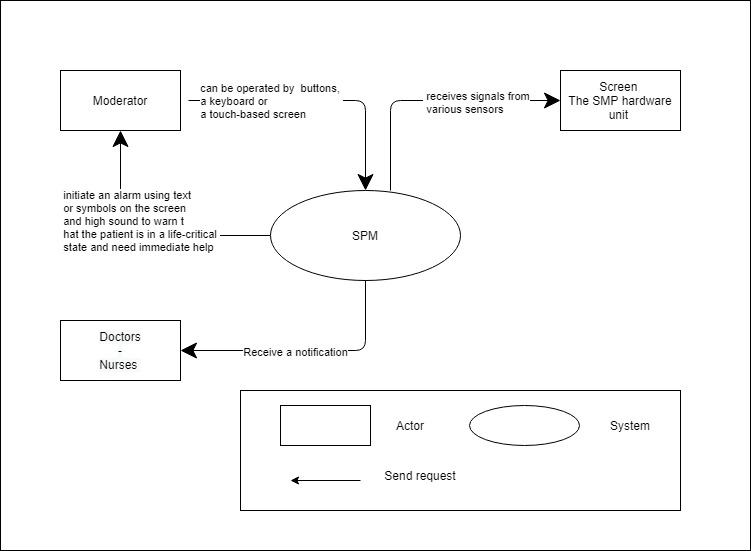 Moderator
can be operated by buttons,
a keyboard or
a touch-based screen
receives signals from
various sensors
Screen
The SMP hardware
unit
initiate an alarm using text
or symbols on the screen
and high sound to warn t
hat the patient is in a life-critical
state and need immediate help
SPM
Doctors
-
Nurses
Receive a notification
Actor
System
Send request